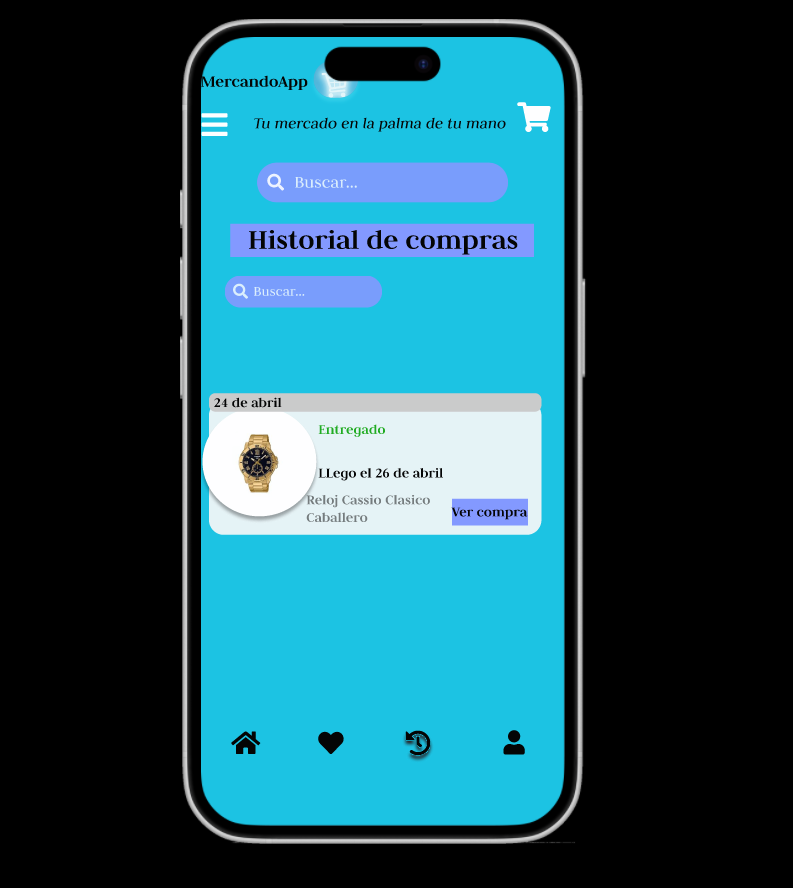 MercandoApp
Tu mercado en la palma de tu mano
Buscar...
Historial de compras
Buscar...
24 de abril
Entregado
LLego el 26 de abril
Reloj Cassio Clasico
Caballero
Ver compra